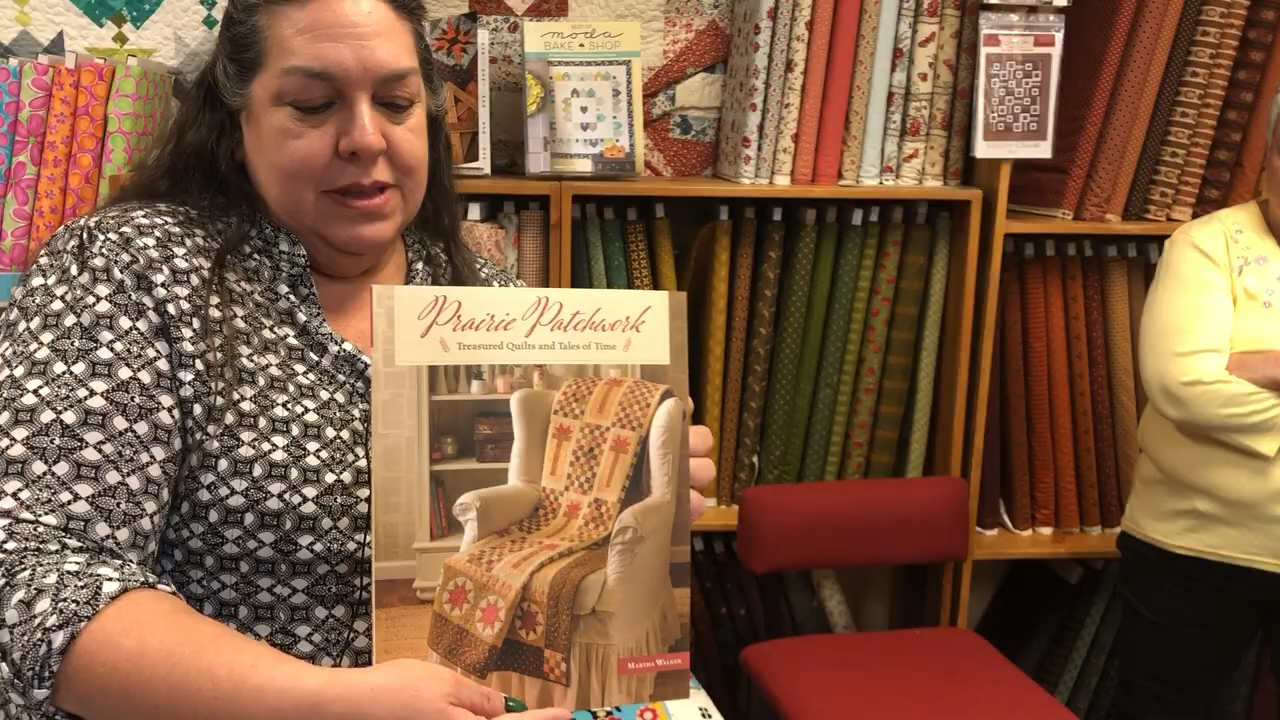 moda
BAKE SHOP
Prairie Patchwork
Treasured Quilts and Tales of Time
MARTHA WALKER